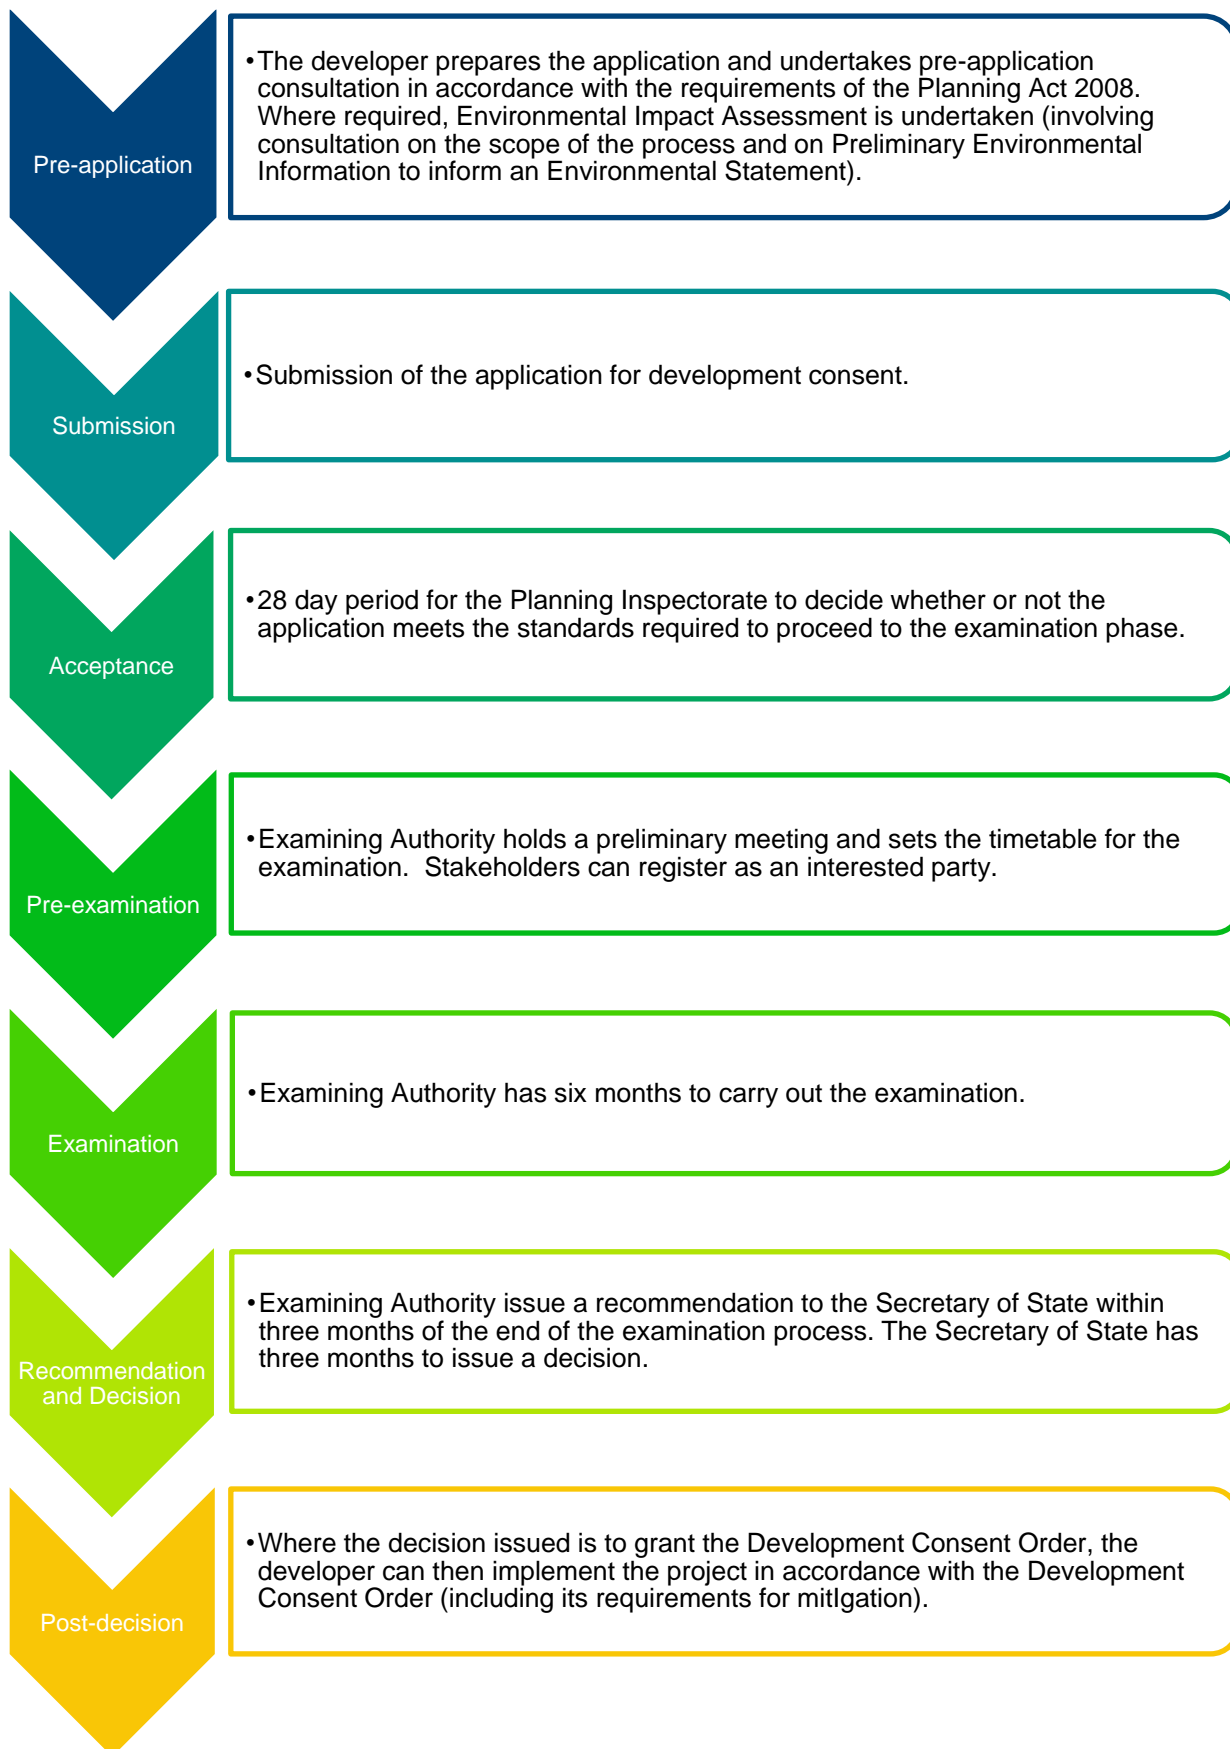 Pre-application
•The developer prepares the application and undertakes pre-application
consultation in accordance with the requirements of the Planning Act 2008.
Where required, Environmental Impact Assessment is undertaken (involving
consultation on the scope of the process and on Preliminary Environmental
Information to inform an Environmental Statement).
Submission
•Submission of the application for development consent.
Acceptance
•28 day period for the Planning Inspectorate to decide whether or not the
application meets the standards required to proceed to the examination phase.
Pre-examination
•Examining Authority holds a preliminary meeting and sets the timetable for the
examination.  Stakeholders can register as an interested party.
Examination
•Examining Authority has six months to carry out the examination.
Recommendation
and Decision
•Examining Authority issue a recommendation to the Secretary of State within
three months of the end of the examination process. The Secretary of State has
three months to issue a decision.
Post-decision
•Where the decision issued is to grant the Development Consent Order, the
developer can then implement the project in accordance with the Development
Consent Order (including its requirements for mitIgation).